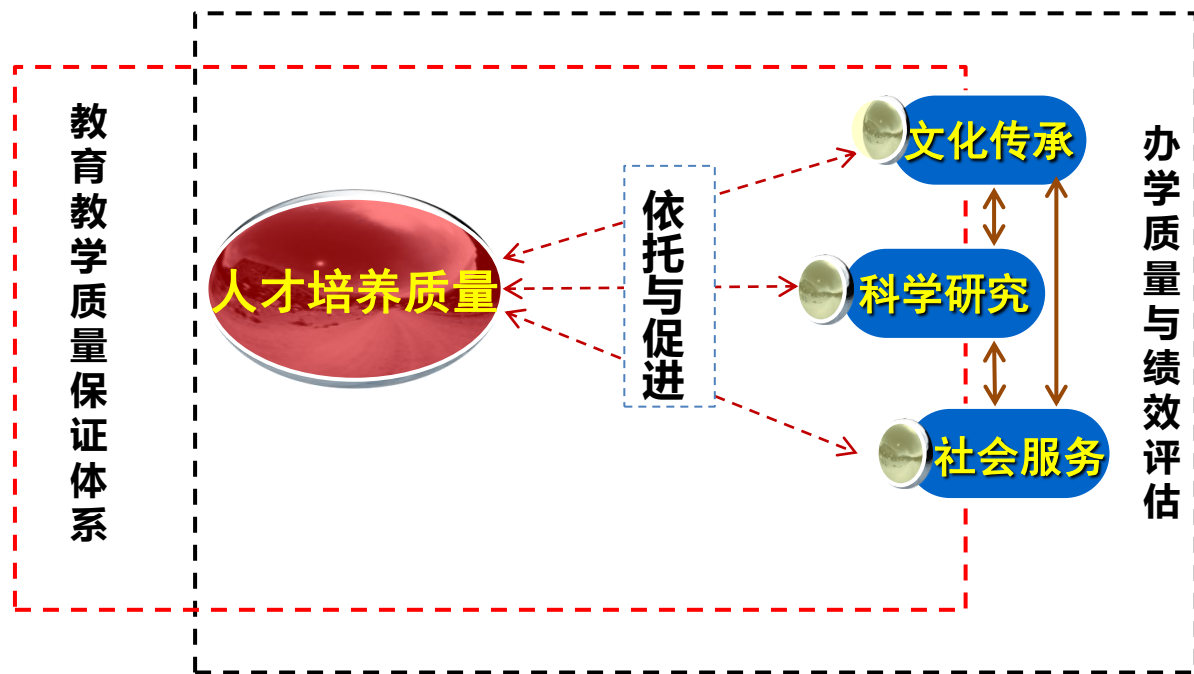 教育教学质量保证体系
人才培养质量
依托与促进
文化传承
科学研究
社会服务
办学质量与绩效评估